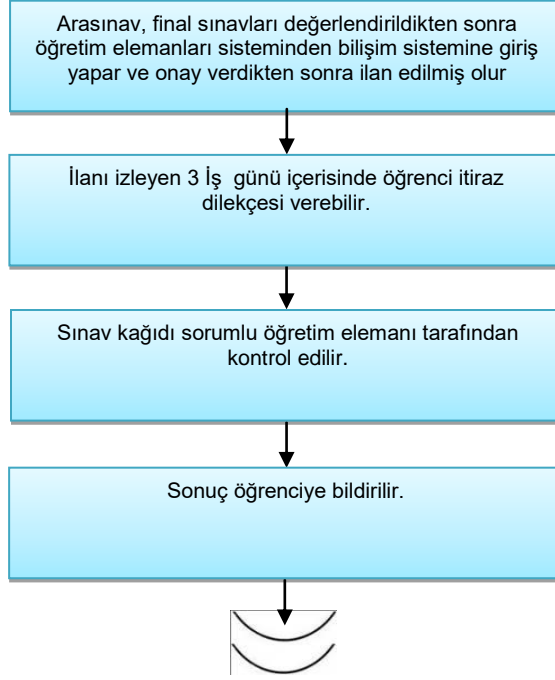 Arasınav, final sınavları değerlendirildikten sonra
öğretim elemanları sisteminden bilişim sistemine giriş
yapar ve onay verdikten sonra ilan edilmiş olur
İlanı izleyen 3 İş  günü içerisinde öğrenci itiraz
dilekçesi verebilir.
Sınav kağıdı sorumlu öğretim elemanı tarafından
kontrol edilir.
Sonuç öğrenciye bildirilir.